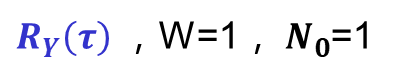 R_Y(τ) , W=1 , N_0=1